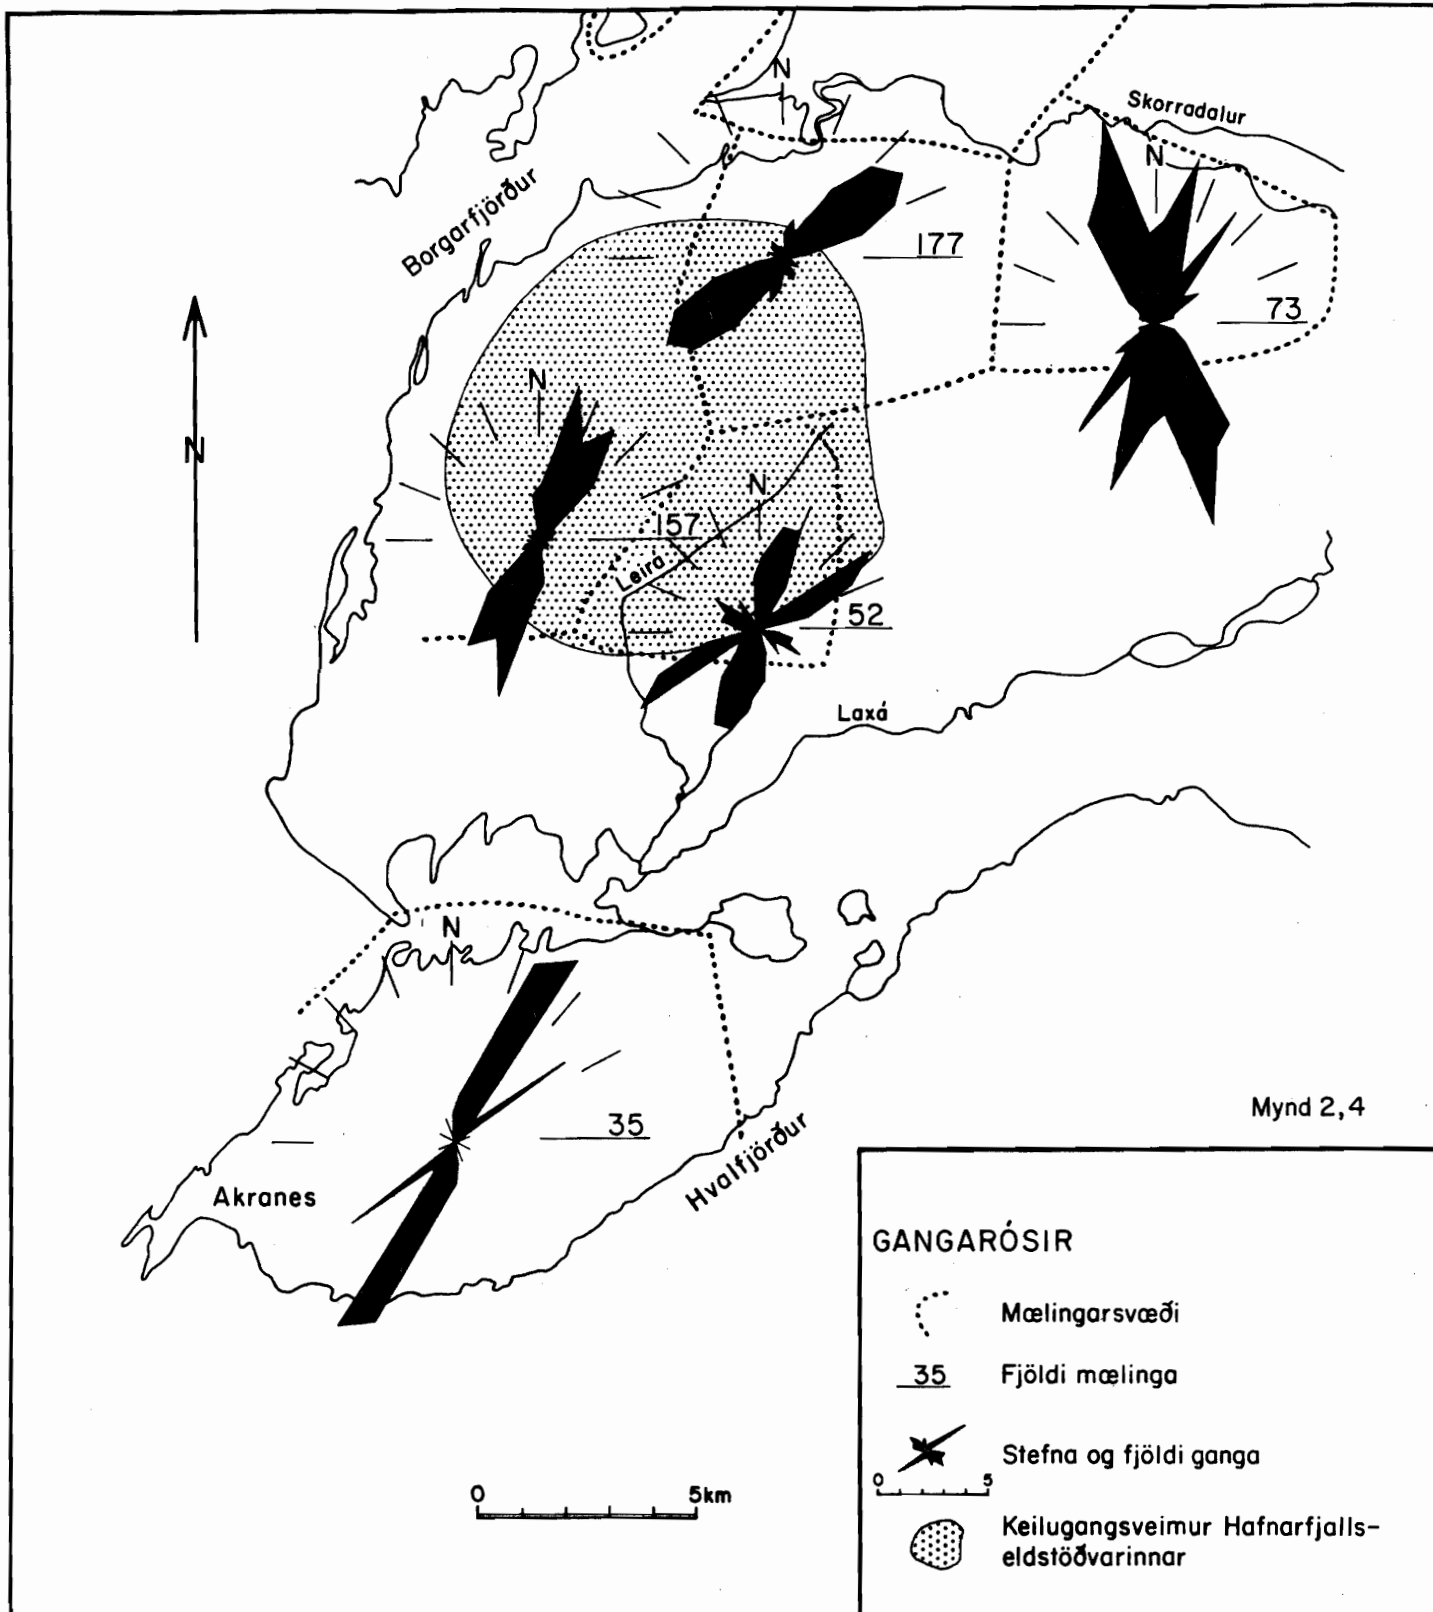 N
Skorradalur
N
Borgarfjörður
177
73
N
N
N
157
Leira
52
Laxá
N
35
Mynd 2,4
Hvalfjörður
Akranes
GANGARÓSIR
Mælingarsvæði
35 Fjöldi mælinga
Stefna og fjöldi ganga
0 5
0 5km
Keilugangsveimur Hafnarfjalls-
eldstöðvarinnar